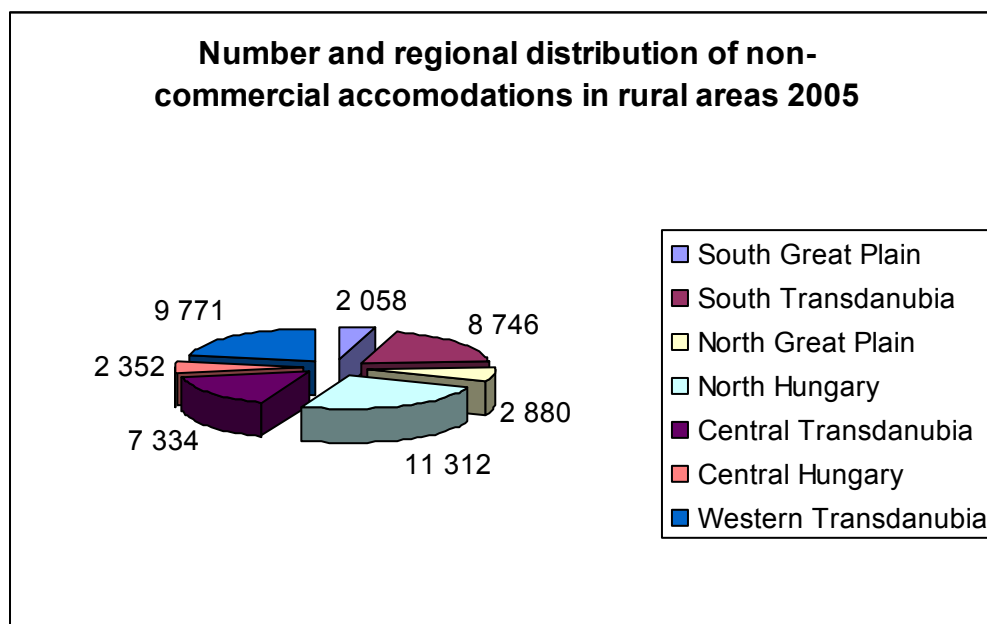 Number and regional distribution of non-
commercial accomodations in rural areas 2005
9 771
2 058
8 746
2 352
2 880
7 334
11 312
South Great Plain
South Transdanubia
North Great Plain
North Hungary
Central Transdanubia
Central Hungary
Western Transdanubia